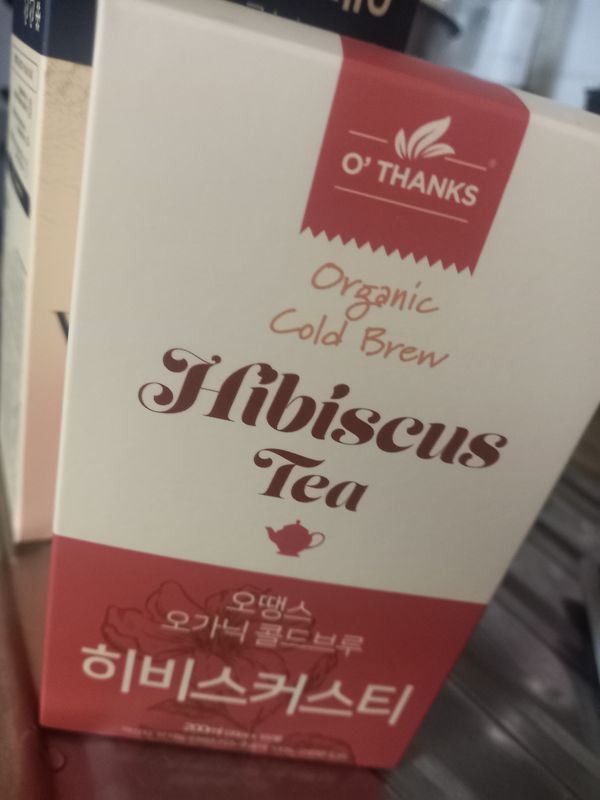 O' THANKS
Organic
Cold Brew
Hibiscus
Tea
오땡스
오가닉 콜드브루
히비스커스티